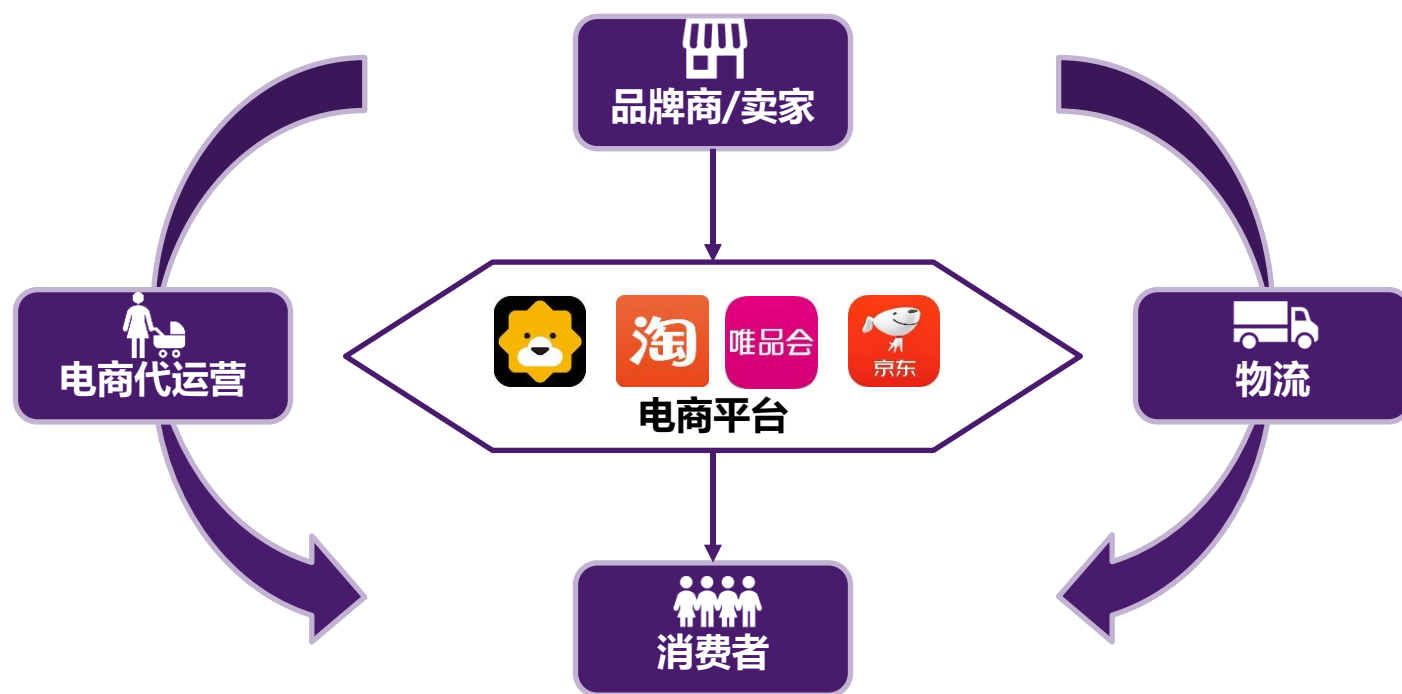 品牌商/卖家
电商代运营
淘
唯品会
京东
电商平台
物流
消费者